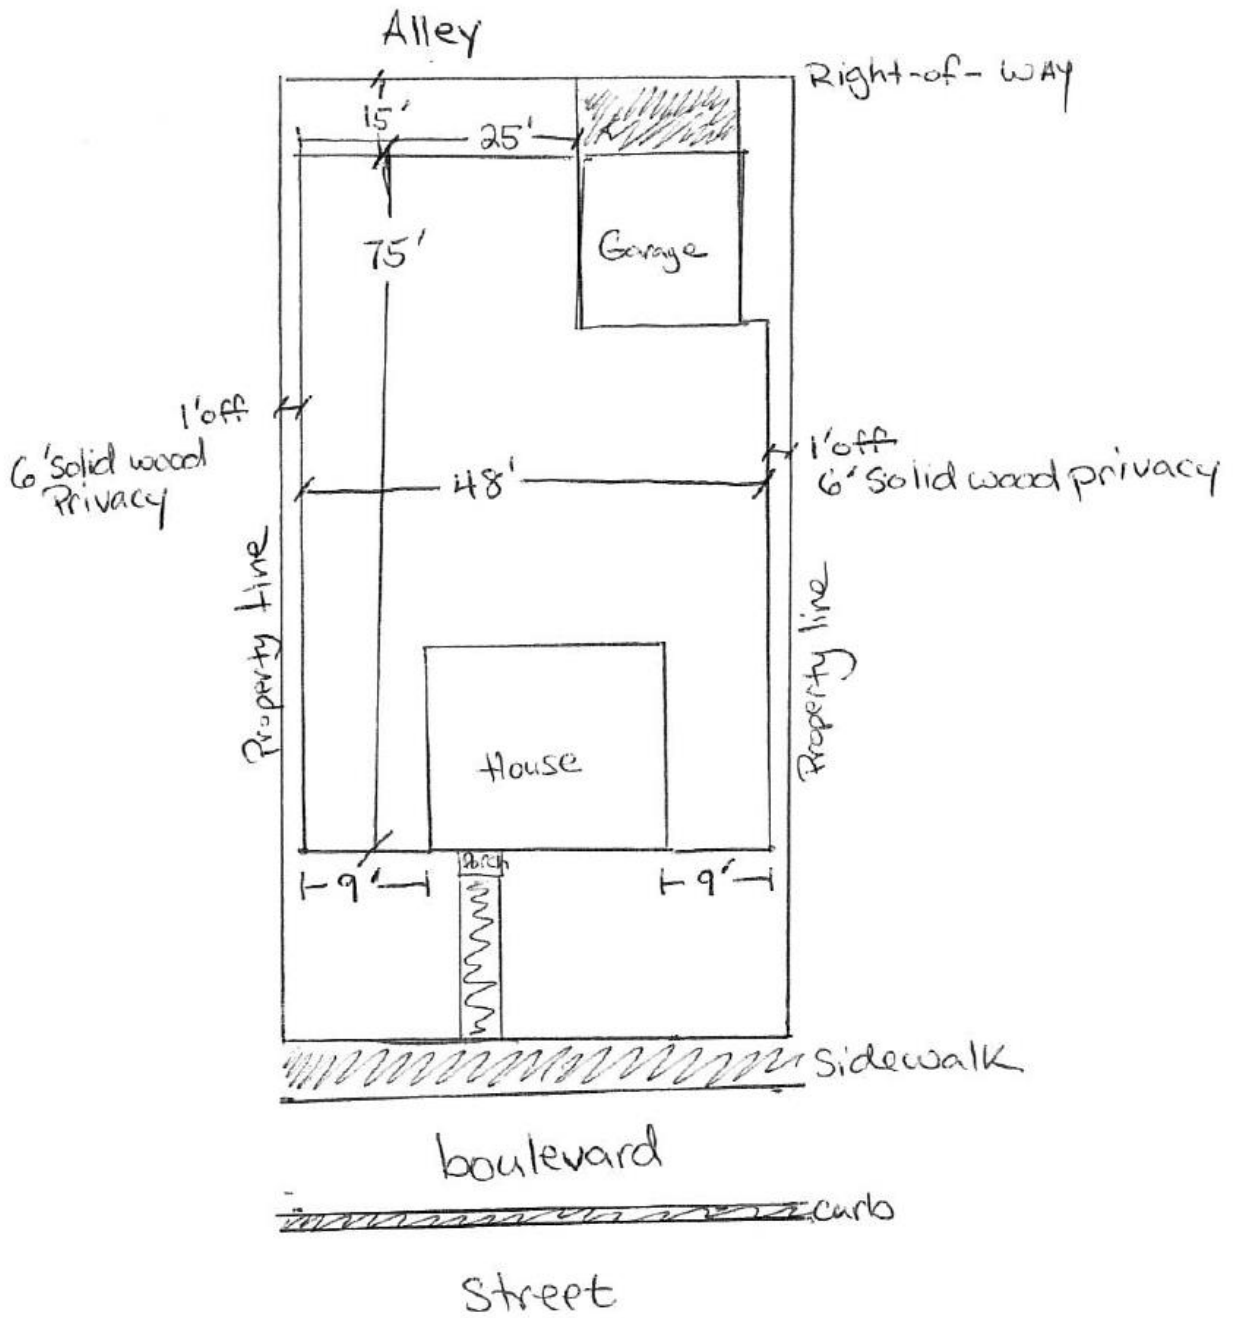 Alley
Right-of-WAY
15'
25'
75'
Garage
1'off
6' Solid wood
Privacy
1'off
6' Solid wood privacy
48'
Property Line
Property line
House
Porch
9'
9'
Sidewalk
boulevard
curb
Street